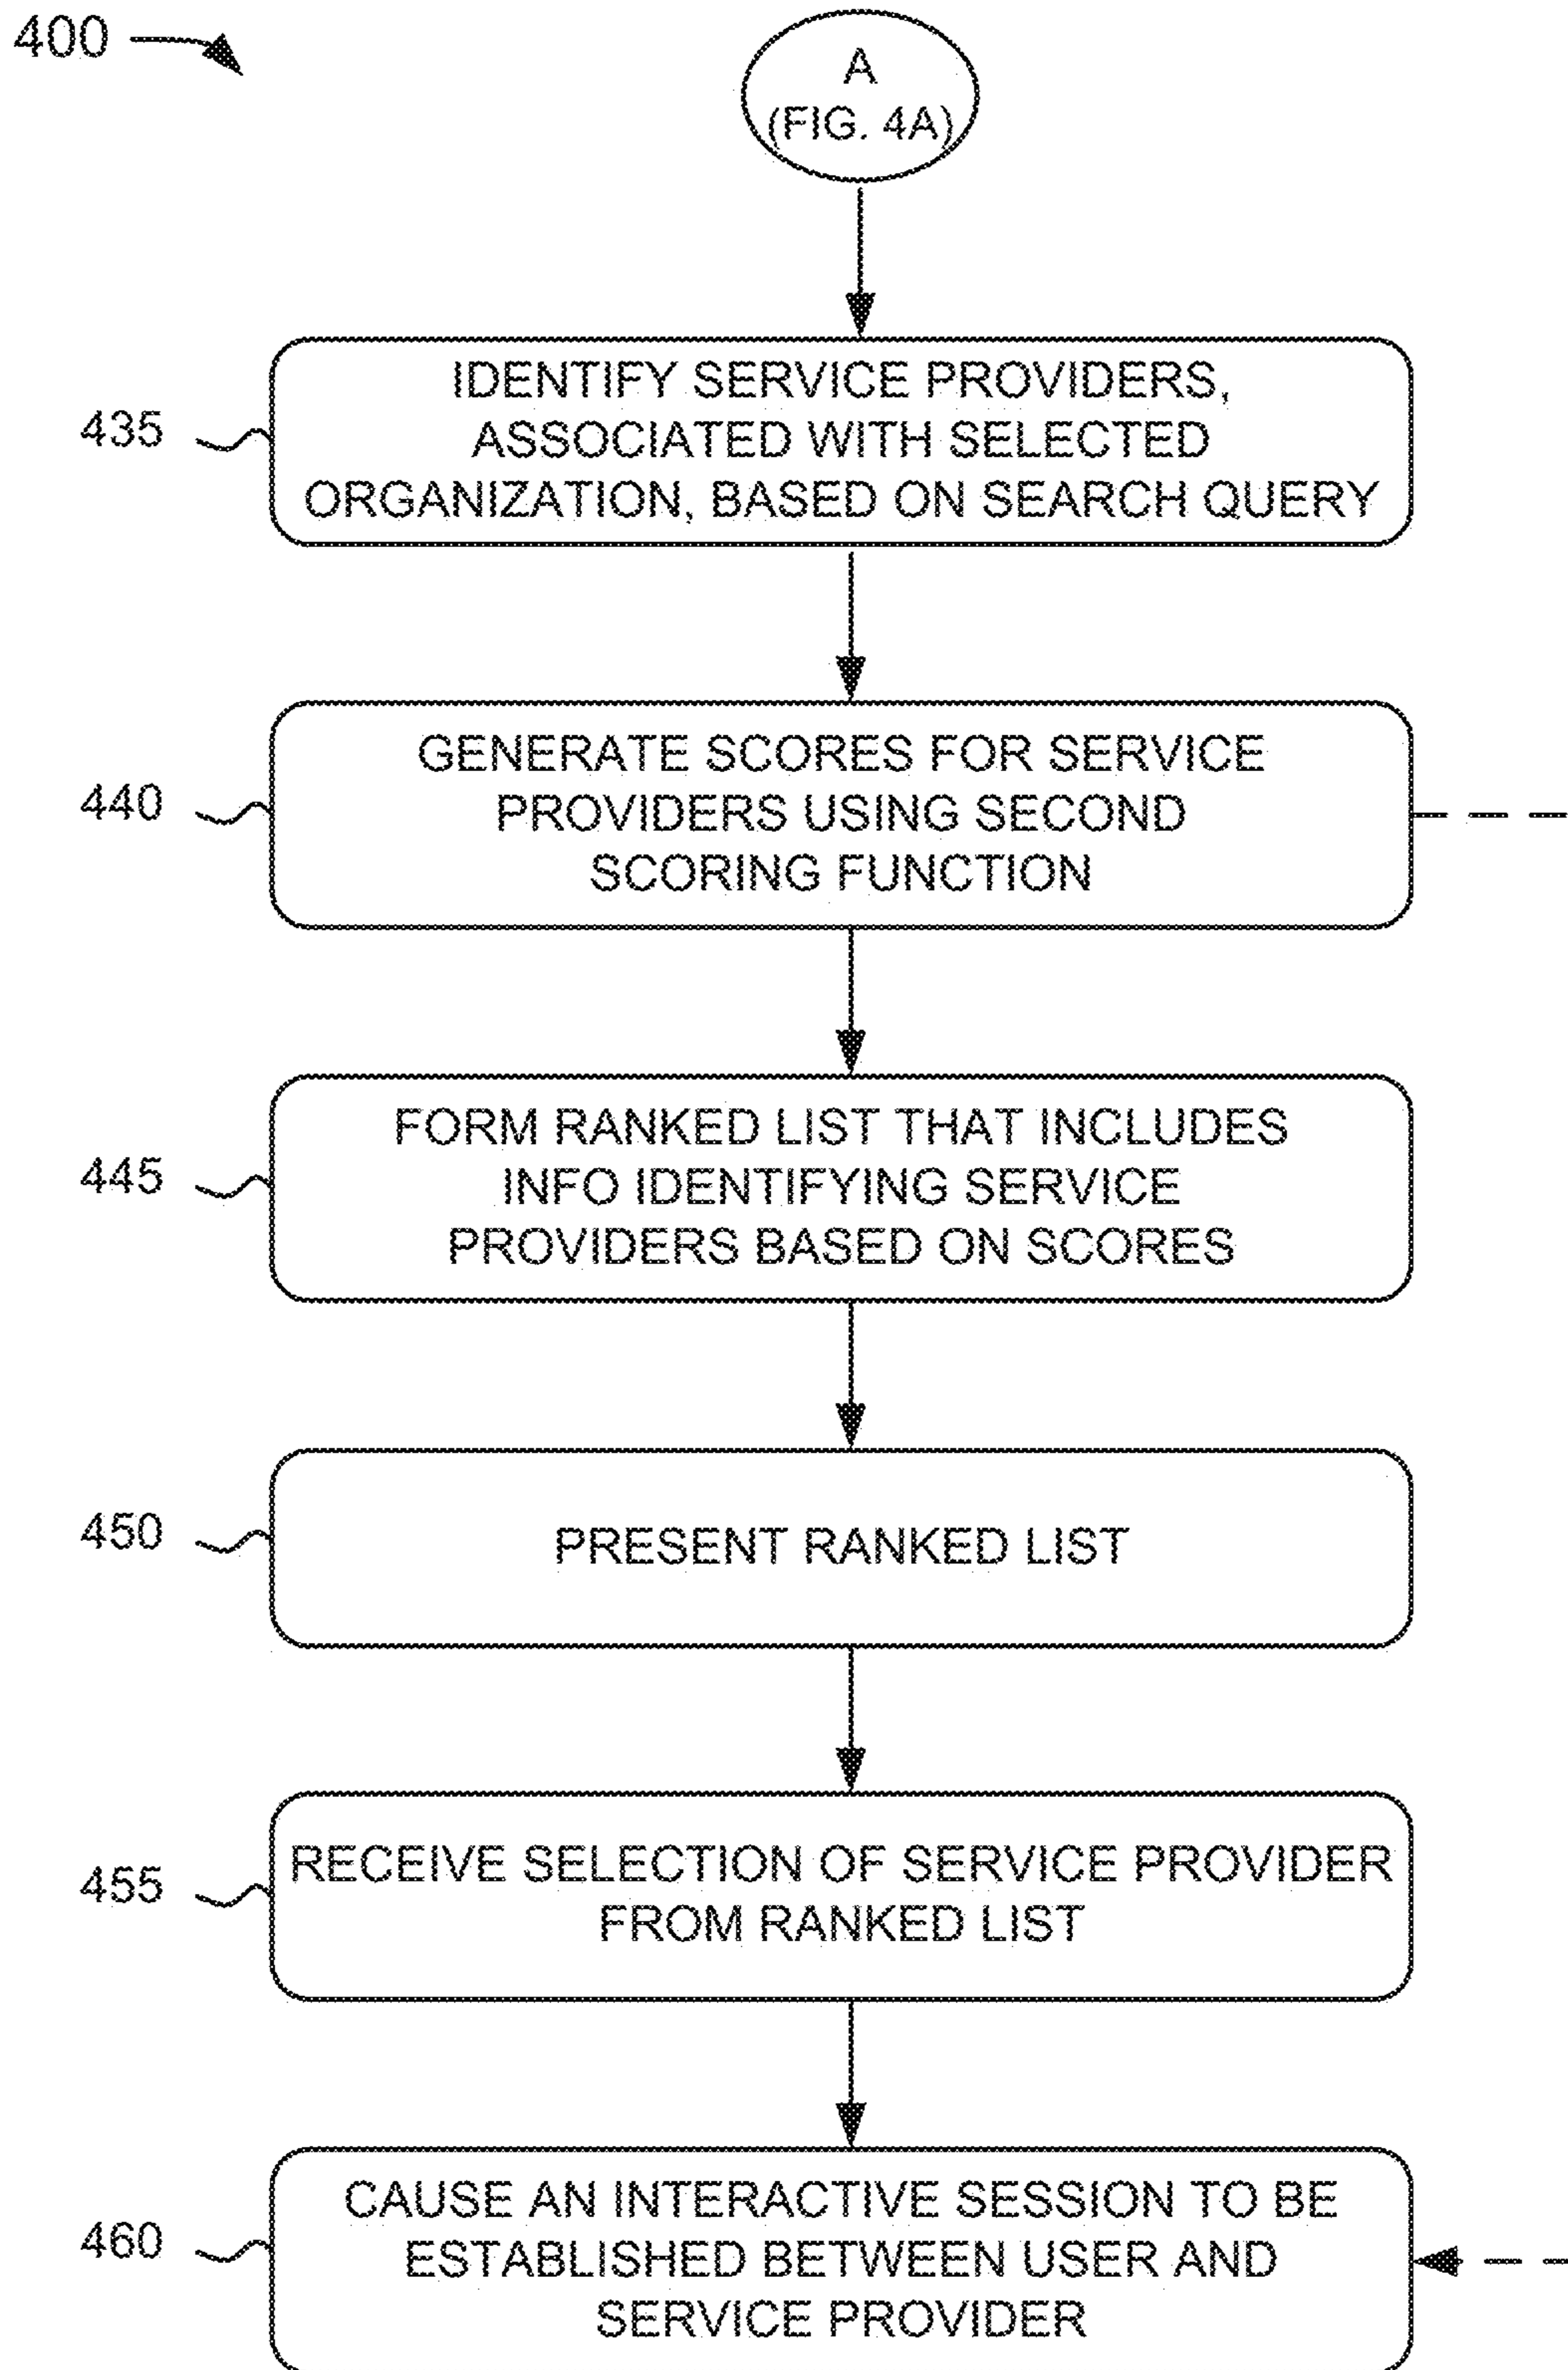 400
A
(FIG. 4A)
435
IDENTIFY SERVICE PROVIDERS,
ASSOCIATED WITH SELECTED
ORGANIZATION, BASED ON SEARCH QUERY
440
GENERATE SCORES FOR SERVICE
PROVIDERS USING SECOND
SCORING FUNCTION
445
FORM RANKED LIST THAT INCLUDES
INFO IDENTIFYING SERVICE
PROVIDERS BASED ON SCORES
450
PRESENT RANKED LIST
455
RECEIVE SELECTION OF SERVICE PROVIDER
FROM RANKED LIST
460
CAUSE AN INTERACTIVE SESSION TO BE
ESTABLISHED BETWEEN USER AND
SERVICE PROVIDER